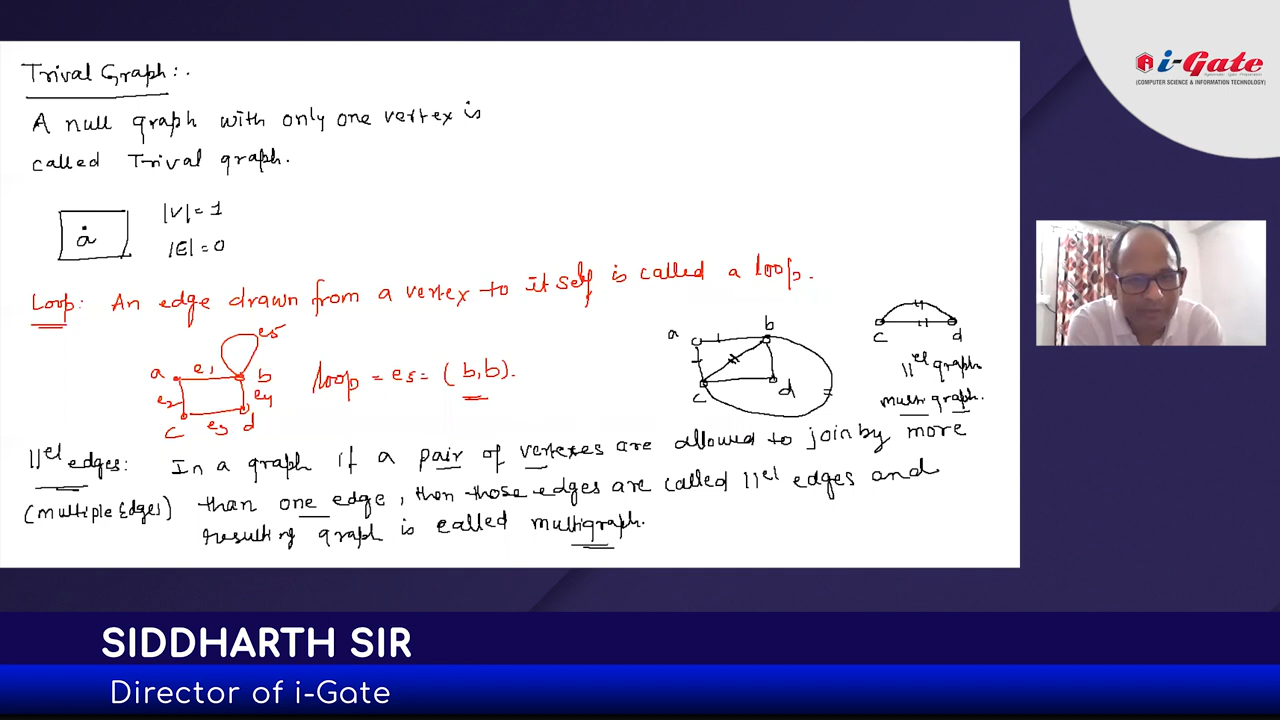 Trival Graph:.
A null graph with only one vertex is
called Trival graph.
a
|V|= 1
|E| = 0
Loop: An edge drawn from a vertex to itself is called a loop.
e5
a e1 b
e2 e4
c e3 d
loop = e5 = (b,b).
a b
c d
c d
||el graph
multigraph.
||el edges: In a graph if a pair of vertexes are allowed to join by more
(multiple Edges) than one edge, then those edges are called ||el edges and
resulting graph is called multigraph.
i-Gate
(COMPUTER SCIENCE & INFORMATION TECHNOLOGY)
SIDDHARTH SIR
Director of i-Gate